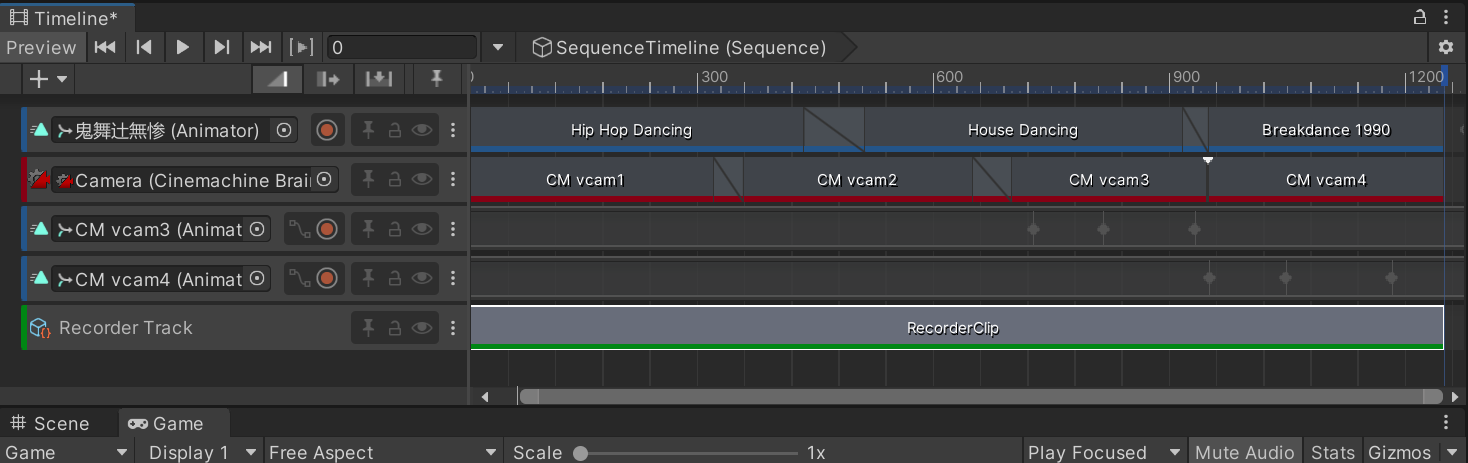 Timeline*
Preview 0 SequenceTimeline (Sequence)
300 600 900 1200
鬼舞辻無惨 (Animator) Hip Hop Dancing House Dancing Breakdance 1990
Camera (Cinemachine Brai CM vcam1 CM vcam2 CM vcam3 CM vcam4
CM vcam3 (Animat
CM vcam4 (Animat
Recorder Track RecorderClip
Scene Game
Game Display 1 Free Aspect Scale 1x Play Focused Mute Audio Stats Gizmos